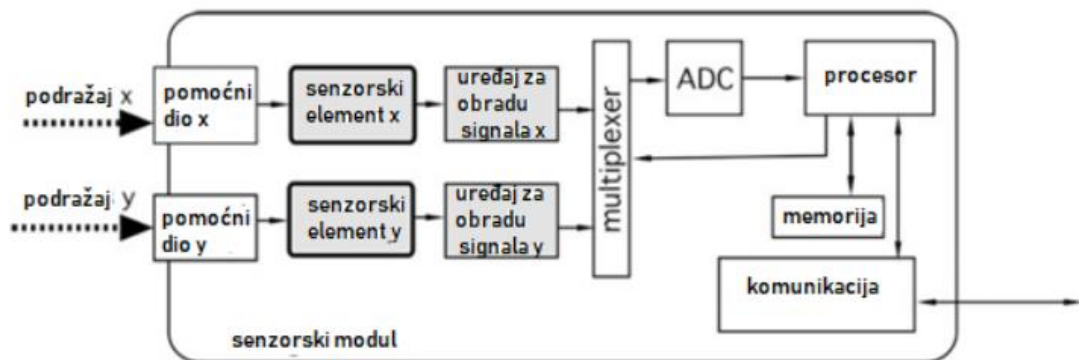 podražaj x
pomoćni
dio x
senzorski
element x
uređaj za
obradu
signala x
multiplexer
ADC
procesor
podražaj y
pomoćni
dio y
senzorski
element y
uređaj za
obradu
signala y
memorija
komunikacija
senzorski modul